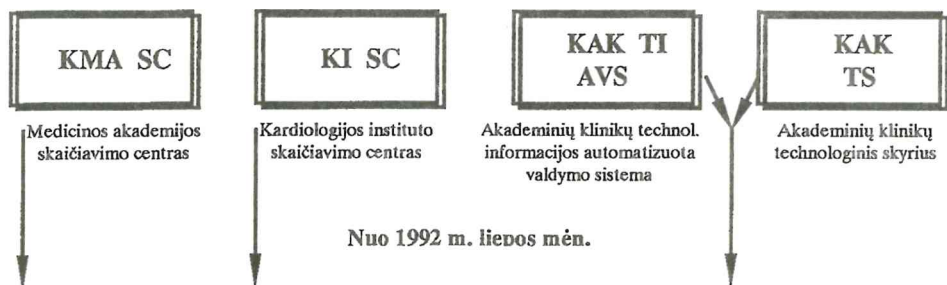 KMA SC
KI SC
KAK TI
AVS
KAK
TS
Medicinos akademijos
skaičiavimo centras
Kardiologijos instituto
skaičiavimo centras
Akademinių klinikų technol.
informacijos automatizuota
valdymo sistema
Akademinių klinikų
technologinis skyrius
Nuo 1992 m. liepos mėn.